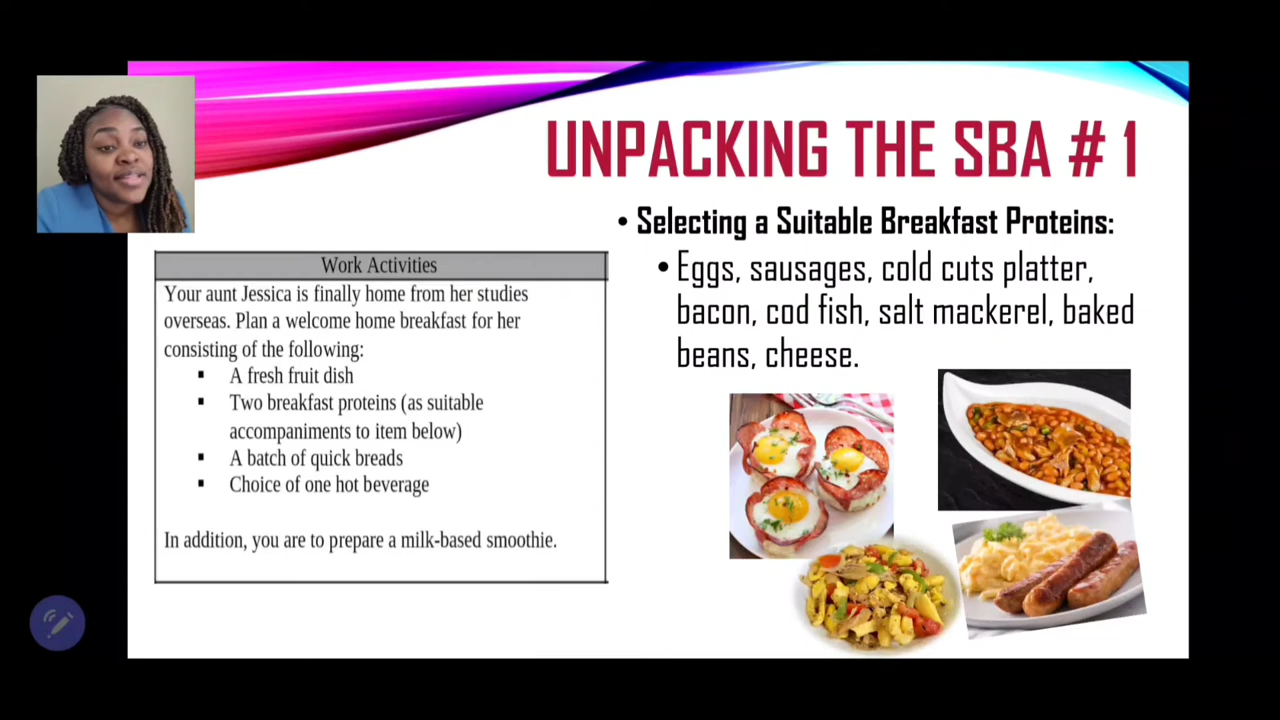 UNPACKING THE SBA # 1
• Selecting a Suitable Breakfast Proteins:
• Eggs, sausages, cold cuts platter,
bacon, cod fish, salt mackerel, baked
beans, cheese.
Work Activities
Your aunt Jessica is finally home from her studies
overseas. Plan a welcome home breakfast for her
consisting of the following:
▪ A fresh fruit dish
▪ Two breakfast proteins (as suitable
accompaniments to item below)
▪ A batch of quick breads
▪ Choice of one hot beverage
In addition, you are to prepare a milk-based smoothie.